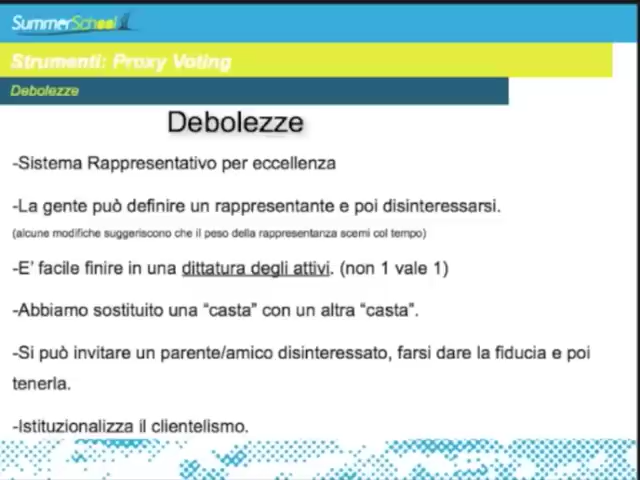 SummerSchool
Strumenti: Proxy Voting
Debolezze
Debolezze
-Sistema Rappresentativo per eccellenza
-La gente può definire un rappresentante e poi disinteressarsi.
(alcune modifiche suggeriscono che il peso della rappresentanza scemi col tempo)
-E' facile finire in una dittatura degli attivi. (non 1 vale 1)
-Abbiamo sostituito una “casta” con un altra “casta”.
-Si può invitare un parente/amico disinteressato, farsi dare la fiducia e poi
tenerla.
-Istituzionalizza il clientelismo.